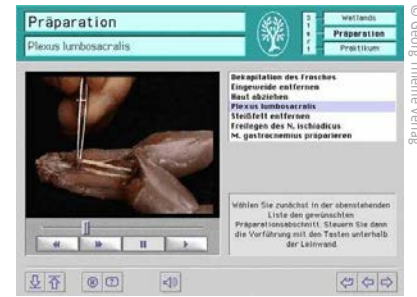 Präparation
Plexus lumbosacralis
Start
Wetlands
Präparation
Praktikum
Dekapitation des Frosches
Eingeweide entfernen
Haut abziehen
Plexus lumbosacralis
Steißfett entfernen
Freilegen des N. ischiadicus
M. gastrocnemius präparieren
Wählen Sie zunächst in der obenstehenden
Liste den gewünschten
Präparationsabschnitt. Steuern Sie dann
die Vorführung mit den Tasten unterhalb
der Leinwand.
© Georg Thieme Verlag